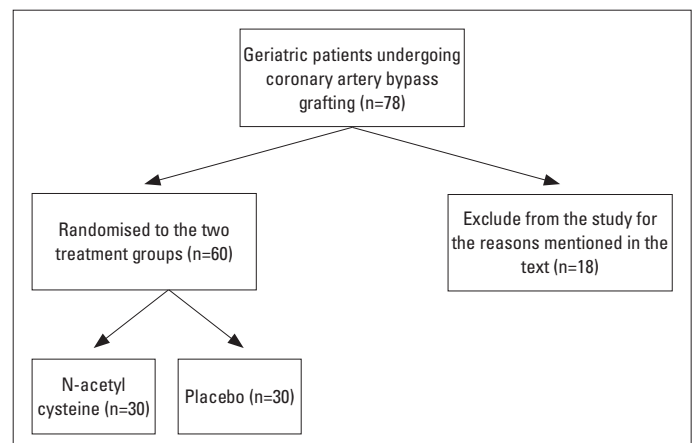 Geriatric patients undergoing
coronary artery bypass
grafting (n=78)
Randomised to the two
treatment groups (n=60)
Exclude from the study for
the reasons mentioned in the
text (n=18)
N-acetyl
cysteine (n=30)
Placebo (n=30)